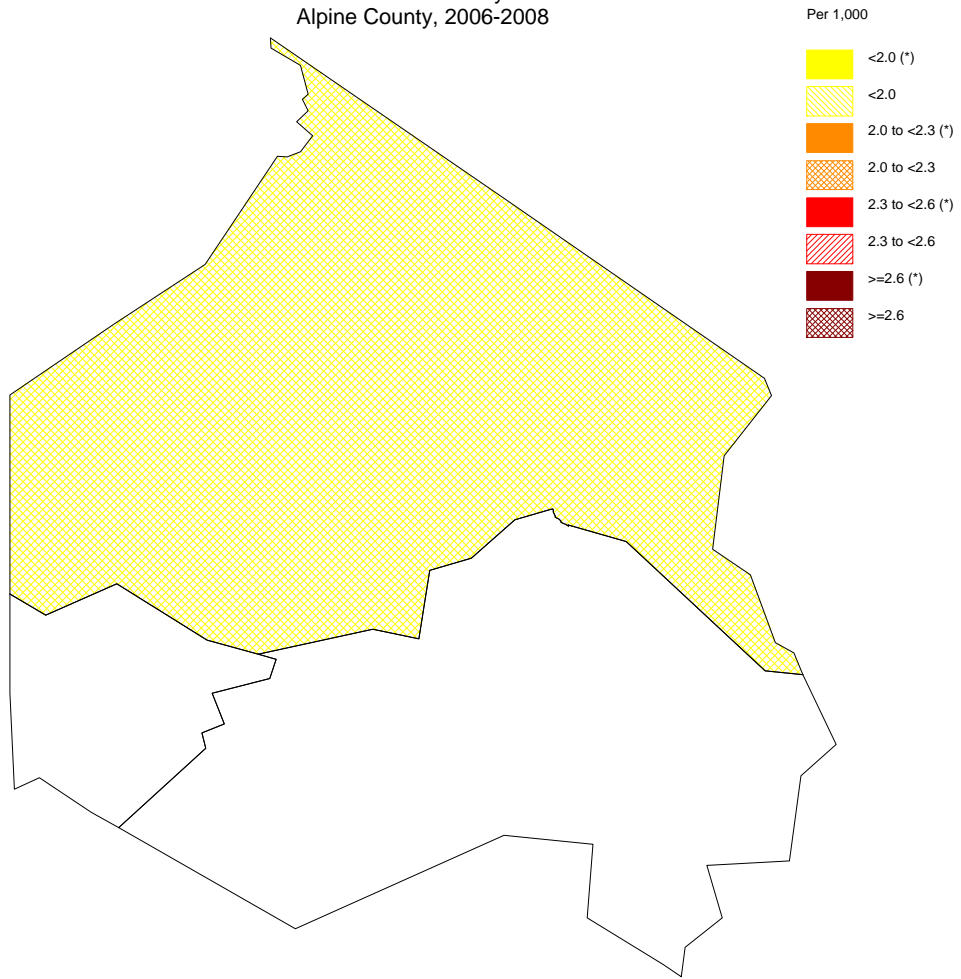 Alpine County, 2006-2008
Per 1,000
<2.0 (*)
<2.0
2.0 to <2.3 (*)
2.0 to <2.3
2.3 to <2.6 (*)
2.3 to <2.6
>=2.6 (*)
>=2.6